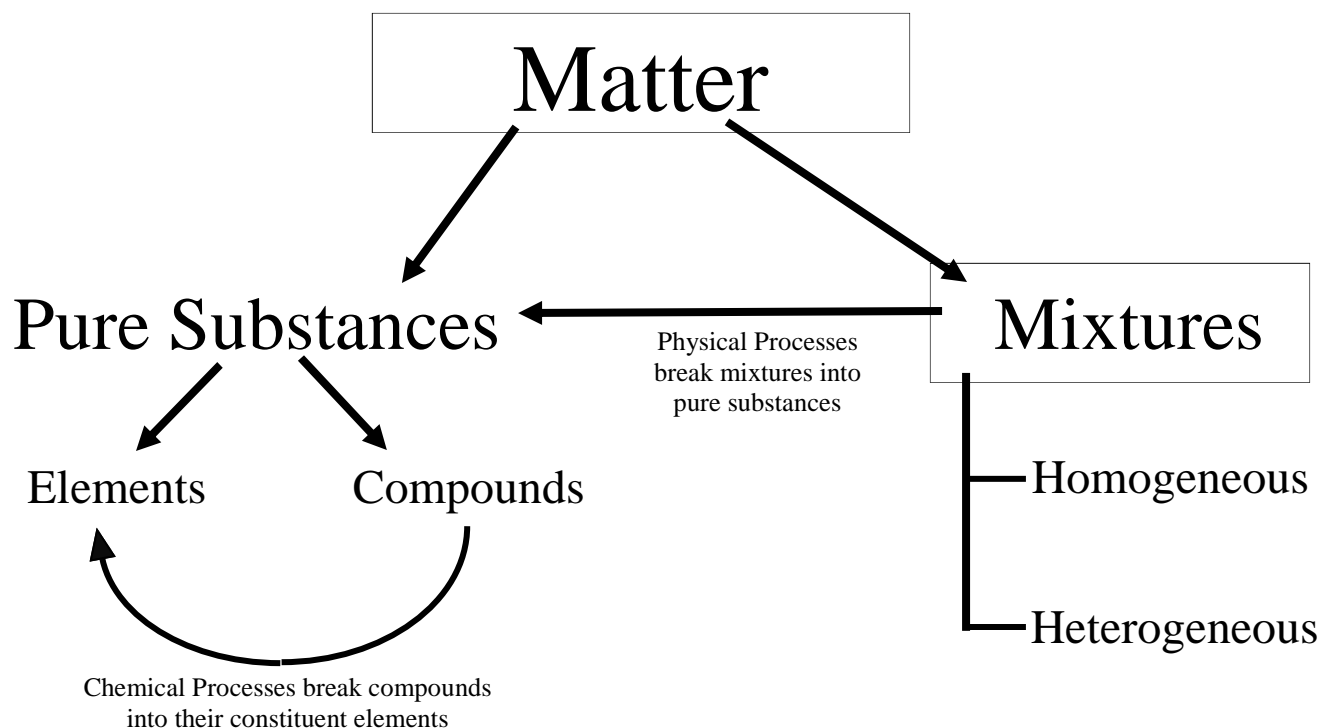 Matter
Pure Substances
Mixtures
Physical Processes
break mixtures into
pure substances
Elements
Compounds
Homogeneous
Heterogeneous
Chemical Processes break compounds
into their constituent elements